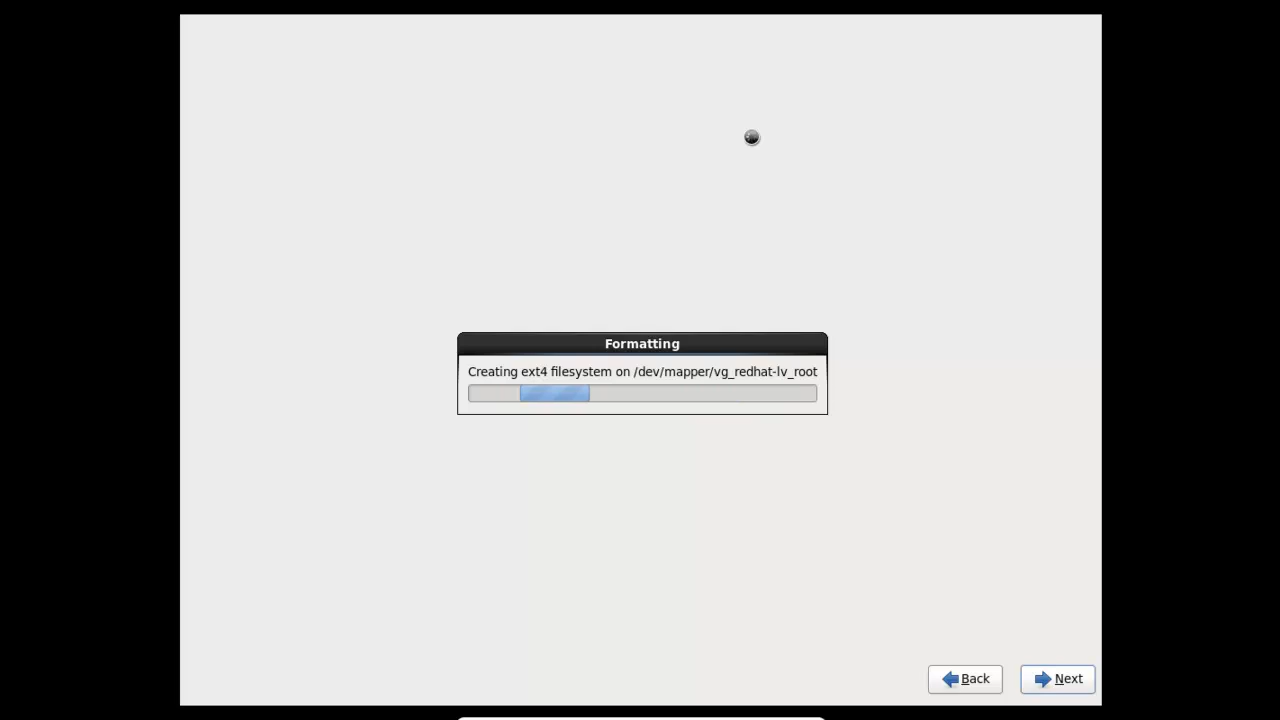 Formatting
Creating ext4 filesystem on /dev/mapper/vg_redhat-lv_root
Back
Next